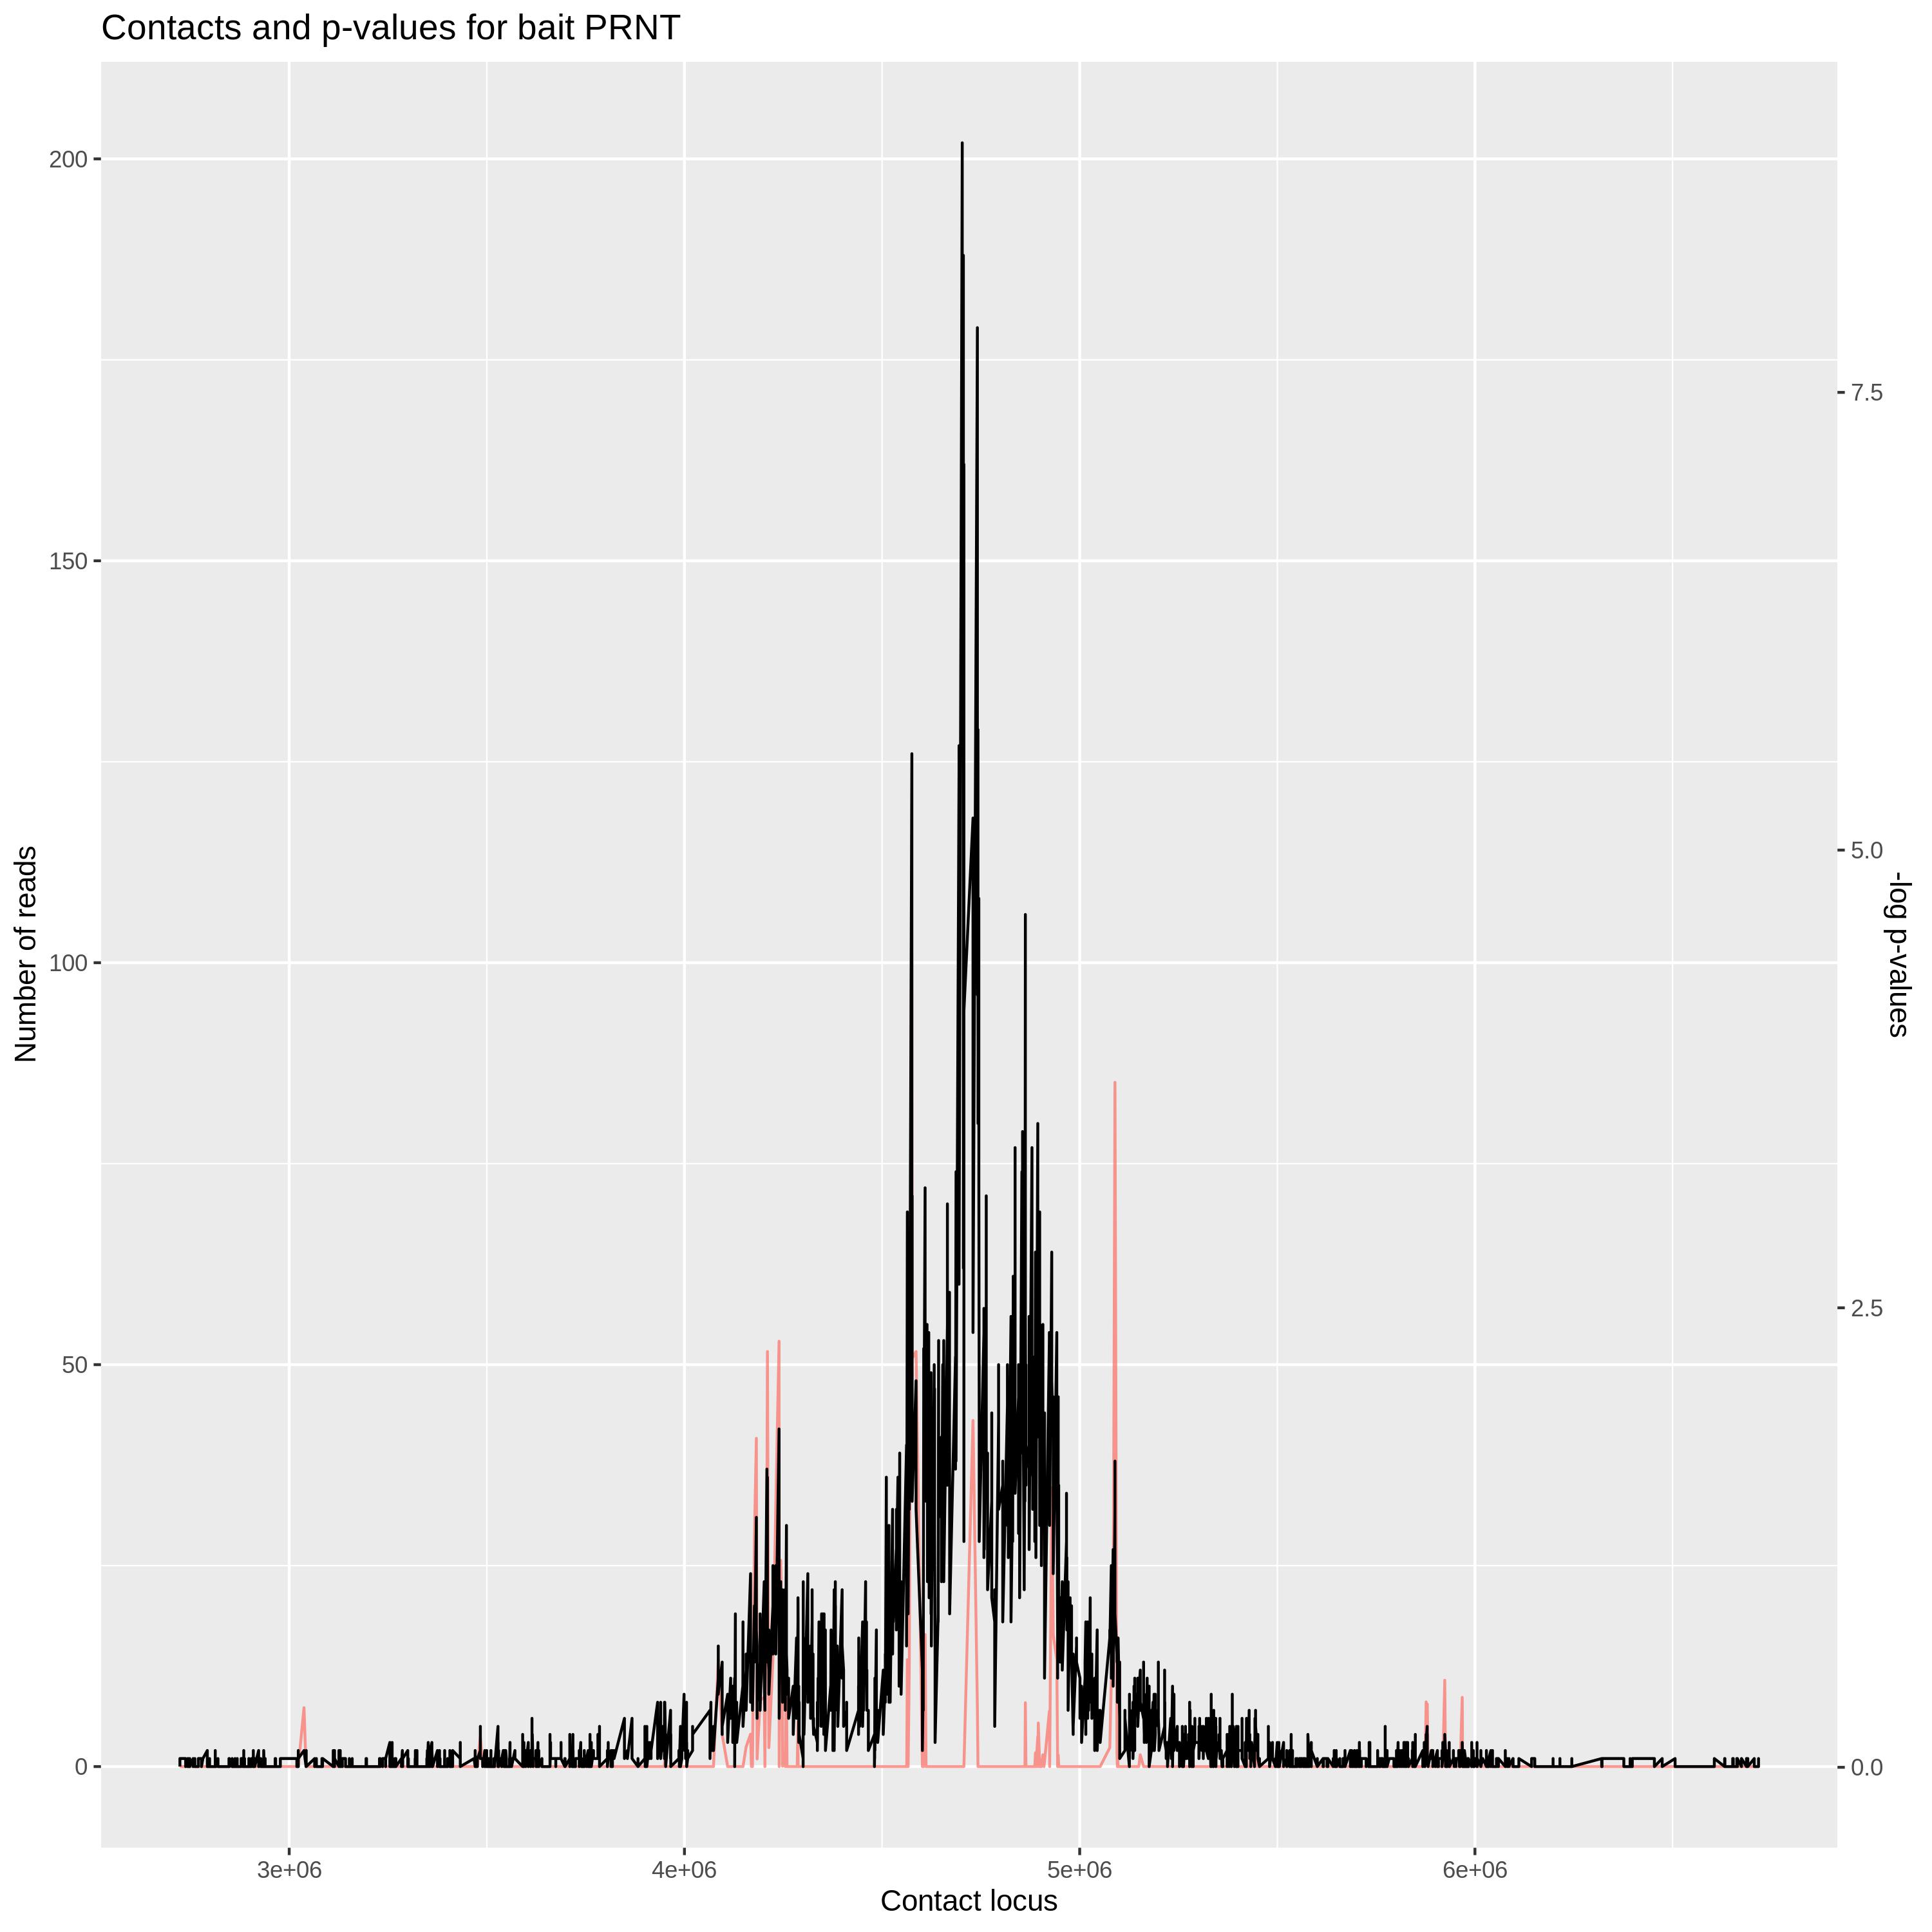 Contacts and p-values for bait PRNT
200
150
100
50
0
Number of reads
7.5
5.0
2.5
0.0
-log p-values
3e+06
4e+06
5e+06
6e+06
Contact locus